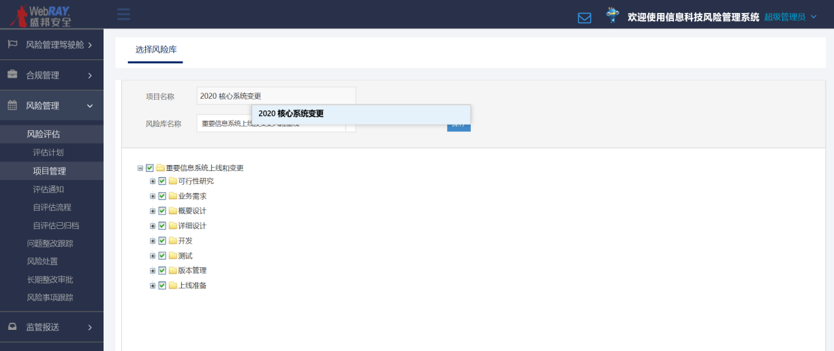 WebRAY
盛邦安全
欢迎使用信息科技风险管理系统 超级管理员
风险管理驾驶舱
合规管理
风险管理
风险评估
评估计划
项目管理
评估通知
自评估流程
自评估已归档
问题整改跟踪
风险处置
长期整改审批
风险事项跟踪
监管报送
选择风险库
项目名称 2020 核心系统变更
2020 核心系统变更
风险库名称 重要信息系统上线
重要信息系统上线和变更
可行性研究
业务需求
概要设计
详细设计
开发
测试
版本管理
上线准备